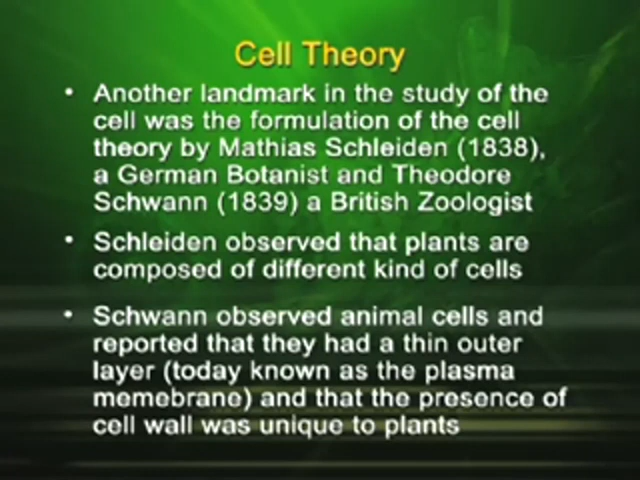 Cell Theory
• Another landmark in the study of the
cell was the formulation of the cell
theory by Mathias Schleiden (1838),
a German Botanist and Theodore
Schwann (1839) a British Zoologist
• Schleiden observed that plants are
composed of different kind of cells
• Schwann observed animal cells and
reported that they had a thin outer
layer (today known as the plasma
memebrane) and that the presence of
cell wall was unique to plants